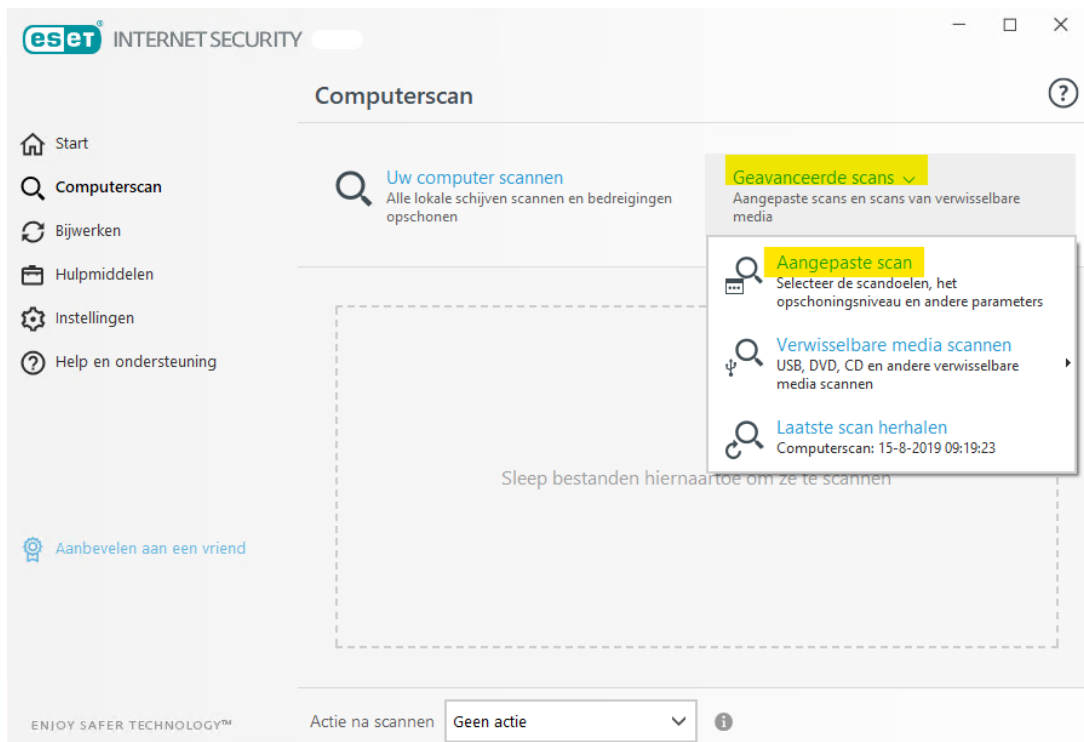 eset INTERNET SECURITY
Computerscan
Start
Computerscan
Bijwerken
Hulpmiddelen
Instellingen
Help en ondersteuning
Aanbevelen aan een vriend
ENJOY SAFER TECHNOLOGY™
Uw computer scannen
Alle lokale schijven scannen en bedreigingen
opschonen
Geavanceerde scans
Aangepaste scans en scans van verwisselbare
media
Aangepaste scan
Selecteer de scandoelen, het
opschoningsniveau en andere parameters
Verwisselbare media scannen
USB, DVD, CD en andere verwisselbare
media scannen
Laatste scan herhalen
Computerscan: 15-8-2019 09:19:23
Sleep bestanden hiernaartoe om ze te scannen
Actie na scannen Geen actie